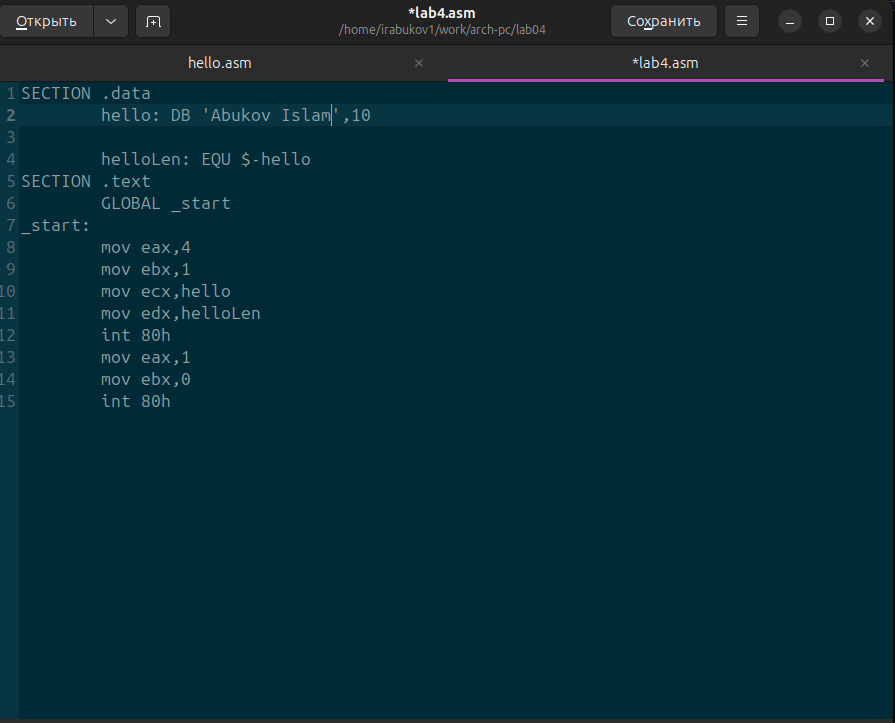 Открыть
*lab4.asm
/home/irabukov1/work/arch-pc/lab04
Сохранить
hello.asm
*lab4.asm
1 SECTION .data
2         hello: DB 'Abukov Islam',10
3
4         helloLen: EQU $-hello
5 SECTION .text
6         GLOBAL _start
7 _start:
8         mov eax,4
9         mov ebx,1
10         mov ecx,hello
11         mov edx,helloLen
12         int 80h
13         mov eax,1
14         mov ebx,0
15         int 80h